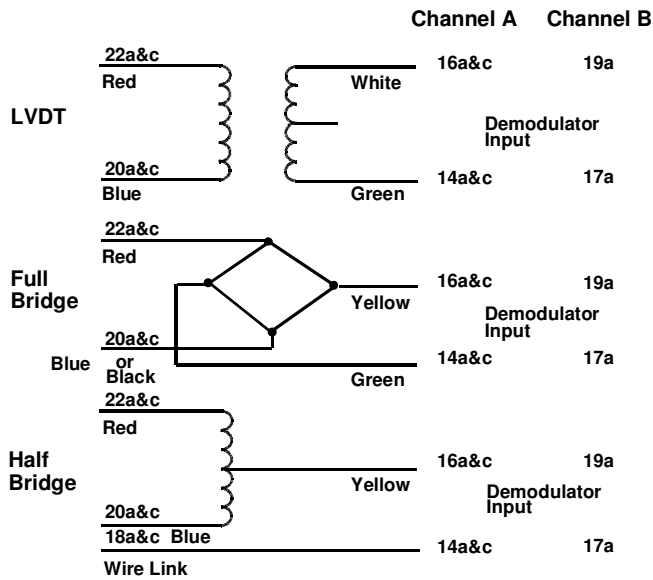 Channel A Channel B
22a&c 16a&c 19a
Red White
LVDT Demodulator
Input
20a&c 14a&c 17a
Blue Green
22a&c
Red
Full 16a&c 19a
Bridge Yellow Demodulator
Input
20a&c 14a&c 17a
Blue or
Black Green
22a&c
Red
Half 16a&c 19a
Bridge Yellow Demodulator
Input
20a&c
18a&c Blue 14a&c 17a
Wire Link